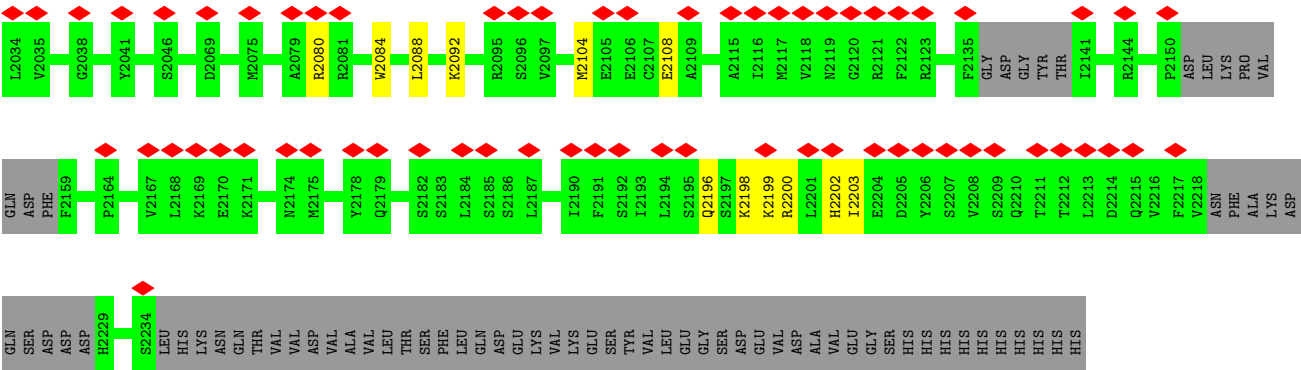 L2034 V2035 G2038 Y2041 S2046 D2069 M2075 A2079 R2080 R2081 W2084 L2088 K2092 R2095 S2096 V2097 M2104 E2105 E2106 C2107 E2108 A2109 A2115 I2116 M2117 V2118 N2119 G2120 R2121 F2122 R2123 F2135 GLY ASP GLY TYR THR I2141 R2144 P2150 ASP LEU LYS PRO VAL
GLN ASP PHE F2159 P2164 V2167 L2168 K2169 E2170 K2171 N2174 M2175 Y2178 Q2179 S2182 S2183 L2184 S2185 S2186 L2187 I2190 F2191 S2192 I2193 L2194 S2195 Q2196 S2197 K2198 K2199 R2200 L2201 H2202 I2203 E2204 D2205 Y2206 S2207 V2208 S2209 Q2210 T2211 T2212 L2213 D2214 Q2215 V2216 F2217 V2218 ASN PHE ALA LYS ASP
GLN SER ASP ASP ASP H2229 S2234 LEU HIS LYS ASN GLN THR VAL VAL ASP VAL ALA VAL LEU THR SER PHE LEU GLN ASP GLU LYS VAL LYS GLU SER TYR VAL LEU GLU GLY SER ASP GLU VAL ASP ALA VAL GLU GLY SER HIS HIS HIS HIS HIS HIS HIS HIS HIS HIS